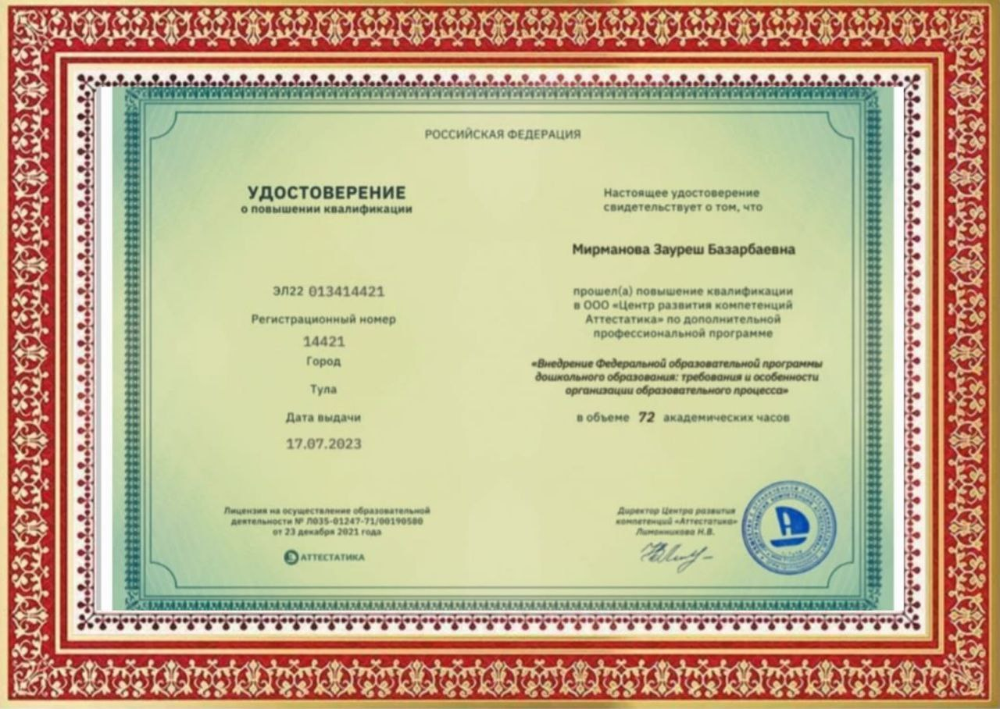 РОССИЙСКАЯ ФЕДЕРАЦИЯ
УДОСТОВЕРЕНИЕ
о повышении квалификации
ЭЛ22 013414421
Регистрационный номер
14421
Город
Тула
Дата выдачи
17.07.2023
Лицензия на осуществление образовательной
деятельности № Л035-01247-71/00190580
от 23 декабря 2021 года
АТТЕСТАТИКА
Настоящее удостоверение
свидетельствует о том, что
Мирманова Зауреш Базарбаевна
прошел(а) повышение квалификации
в ООО «Центр развития компетенций
Аттестатика» по дополнительной
профессиональной программе
«Внедрение Федеральной образовательной программы
дошкольного образования: требования и особенности
организации образовательного процесса»
в объеме 72 академических часов
Директор Центра развития
компетенций «Аттестатика»
Лимонникова Н.В.